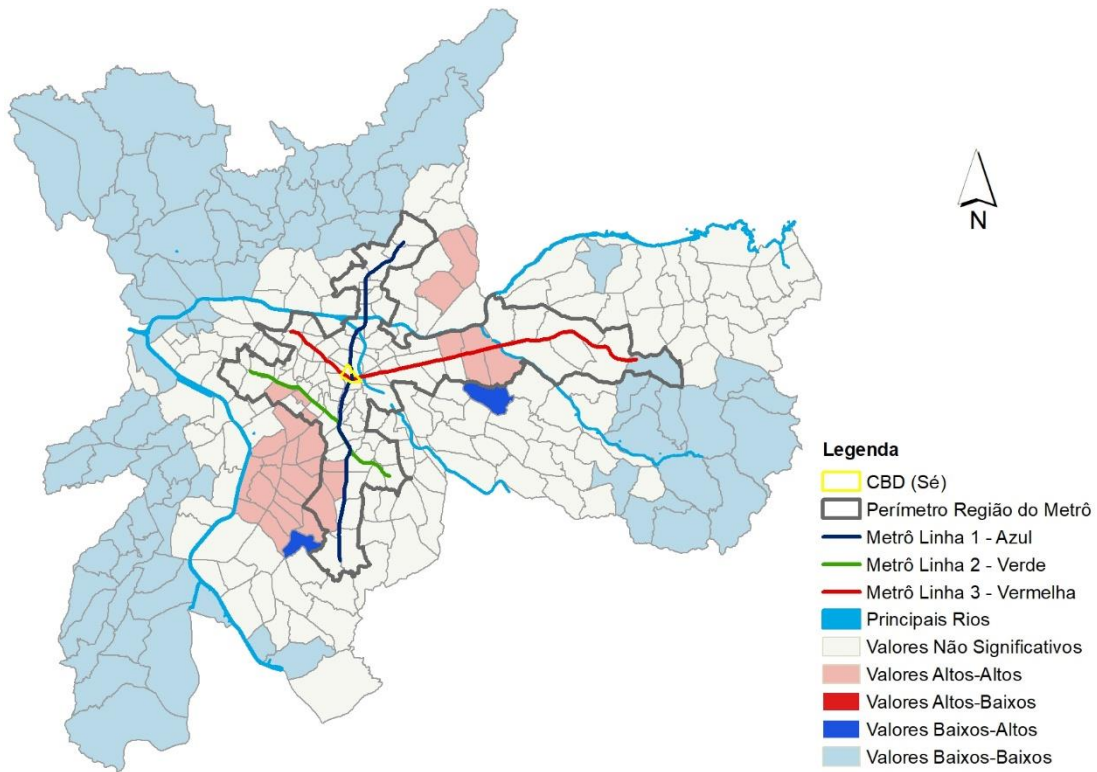 N
Legenda
CBD (Sé)
Perímetro Região do Metrô
Metrô Linha 1 - Azul
Metrô Linha 2 - Verde
Metrô Linha 3 - Vermelha
Principais Rios
Valores Não Significativos
Valores Altos-Altos
Valores Altos-Baixos
Valores Baixos-Altos
Valores Baixos-Baixos